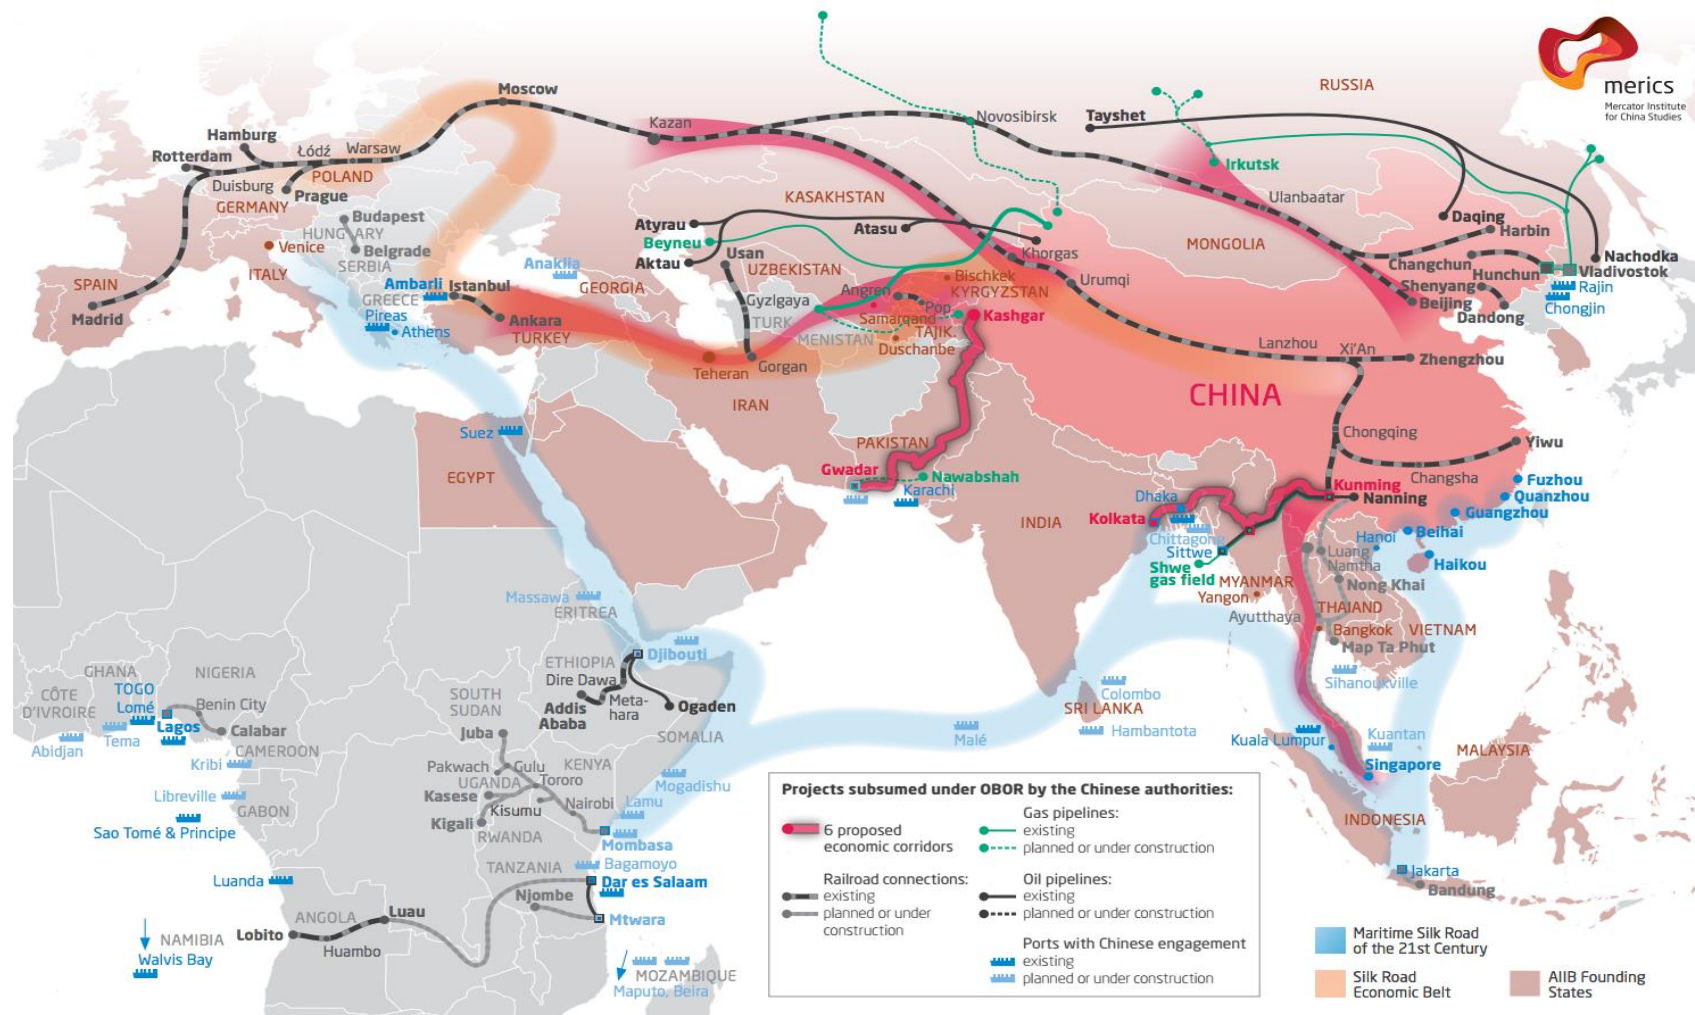 merics
Mercator Institute
for China Studies
RUSSIA
Moscow
Kazan
Novosibirsk
Tayshet
Irkutsk
Hamburg
Łódź
Warsaw
Rotterdam
POLAND
Duisburg
Prague
GERMANY
Budapest
HUNGARY
Belgrade
SERBIA
Venice
ITALY
SPAIN
Madrid
Ambarli
Istanbul
GREECE
Pireas
Athens
Ankara
TURKEY
Anaklia
GEORGIA
KASAKHSTAN
Atyrau
Beyneu
Aktau
Atasu
Usan
UZBEKISTAN
Khorgas
Urumqi
Bischkek
KYRGYZSTAN
Angren
Pop
Samarqand
TAJIK.
Duschanbe
Kashgar
Gyzlgaya
TURK
MENISTAN
Gorgan
Teheran
IRAN
Ulanbaatar
MONGOLIA
Daqing
Harbin
Changchun
Hunchun
Nachodka
Vladivostok
Shenyang
Rajin
Beijing
Dandong
Chongjin
Lanzhou
Xi'An
Zhengzhou
CHINA
Chongqing
Yiwu
Changsha
Kunming
Nanning
Fuzhou
Quanzhou
Guangzhou
Beihai
Haikou
Hanoi
Suez
EGYPT
PAKISTAN
Gwadar
Nawabshah
Karachi
INDIA
Dhaka
Kolkata
Chittagong
Sittwe
Shwe
gas field
MYANMAR
Yangon
Luang
Namtha
Nong Khai
THAIAND
Ayutthaya
Bangkok
VIETNAM
Map Ta Phut
Sihanoukville
Massawa
ERITREA
Djibouti
ETHIOPIA
Dire Dawa
Addis
Ababa
Meta-
hara
Ogaden
SOMALIA
Mogadishu
GHANA
NIGERIA
CÔTE
D'IVROIRE
TOGO
Lomé
Benin City
Lagos
Calabar
Abidjan
Tema
CAMEROON
Kribi
Libreville
GABON
Sao Tomé & Principe
SOUTH
SUDAN
Juba
Pakwach
Gulu
KENYA
UGANDA
Tororo
Kasese
Kisumu
Nairobi
Lamu
Kigali
RWANDA
Mombasa
TANZANIA
Bagamoyo
Dar es Salaam
Njombe
Mtwara
Luanda
ANGOLA
Luau
Lobito
Huambo
NAMIBIA
Walvis Bay
MOZAMBIQUE
Maputo, Beira
Malé
Colombo
SRI LANKA
Hambantota
Kuala Lumpur
Kuantan
Singapore
MALAYSIA
INDONESIA
Jakarta
Bandung
Projects subsumed under OBOR by the Chinese authorities:
6 proposed
economic corridors
Gas pipelines:
existing
planned or under construction
Railroad connections:
existing
planned or under
construction
Oil pipelines:
existing
planned or under construction
Ports with Chinese engagement
existing
planned or under construction
Maritime Silk Road
of the 21st Century
Silk Road
Economic Belt
AIIB Founding
States